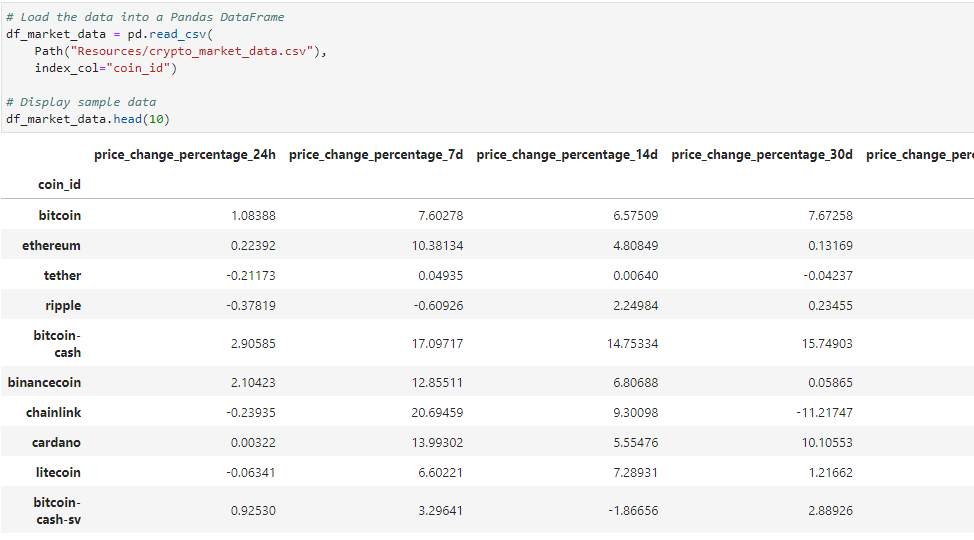 # Load the data into a Pandas DataFrame
df_market_data = pd.read_csv(
    Path("Resources/crypto_market_data.csv"),
    index_col="coin_id")

# Display sample data
df_market_data.head(10)
price_change_percentage_24h price_change_percentage_7d price_change_percentage_14d price_change_percentage_30d price_change_per
coin_id
bitcoin 1.08388 7.60278 6.57509 7.67258
ethereum 0.22392 10.38134 4.80849 0.13169
tether -0.21173 0.04935 0.00640 -0.04237
ripple -0.37819 -0.60926 2.24984 0.23455
bitcoin-
cash 2.90585 17.09717 14.75334 15.74903
binancecoin 2.10423 12.85511 6.80688 0.05865
chainlink -0.23935 20.69459 9.30098 -11.21747
cardano 0.00322 13.99302 5.55476 10.10553
litecoin -0.06341 6.60221 7.28931 1.21662
bitcoin-
cash-sv 0.92530 3.29641 -1.86656 2.88926